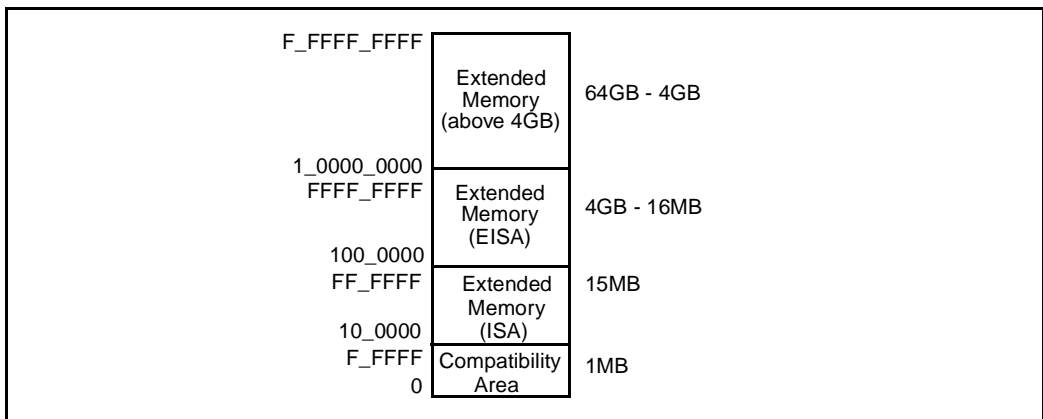 F_FFFF_FFFF
Extended
Memory
(above 4GB)
64GB - 4GB
1_0000_0000
FFFF_FFFF
Extended
Memory
(EISA)
4GB - 16MB
100_0000
FF_FFFF
Extended
Memory
(ISA)
15MB
10_0000
F_FFFF
0
Compatibility
Area
1MB